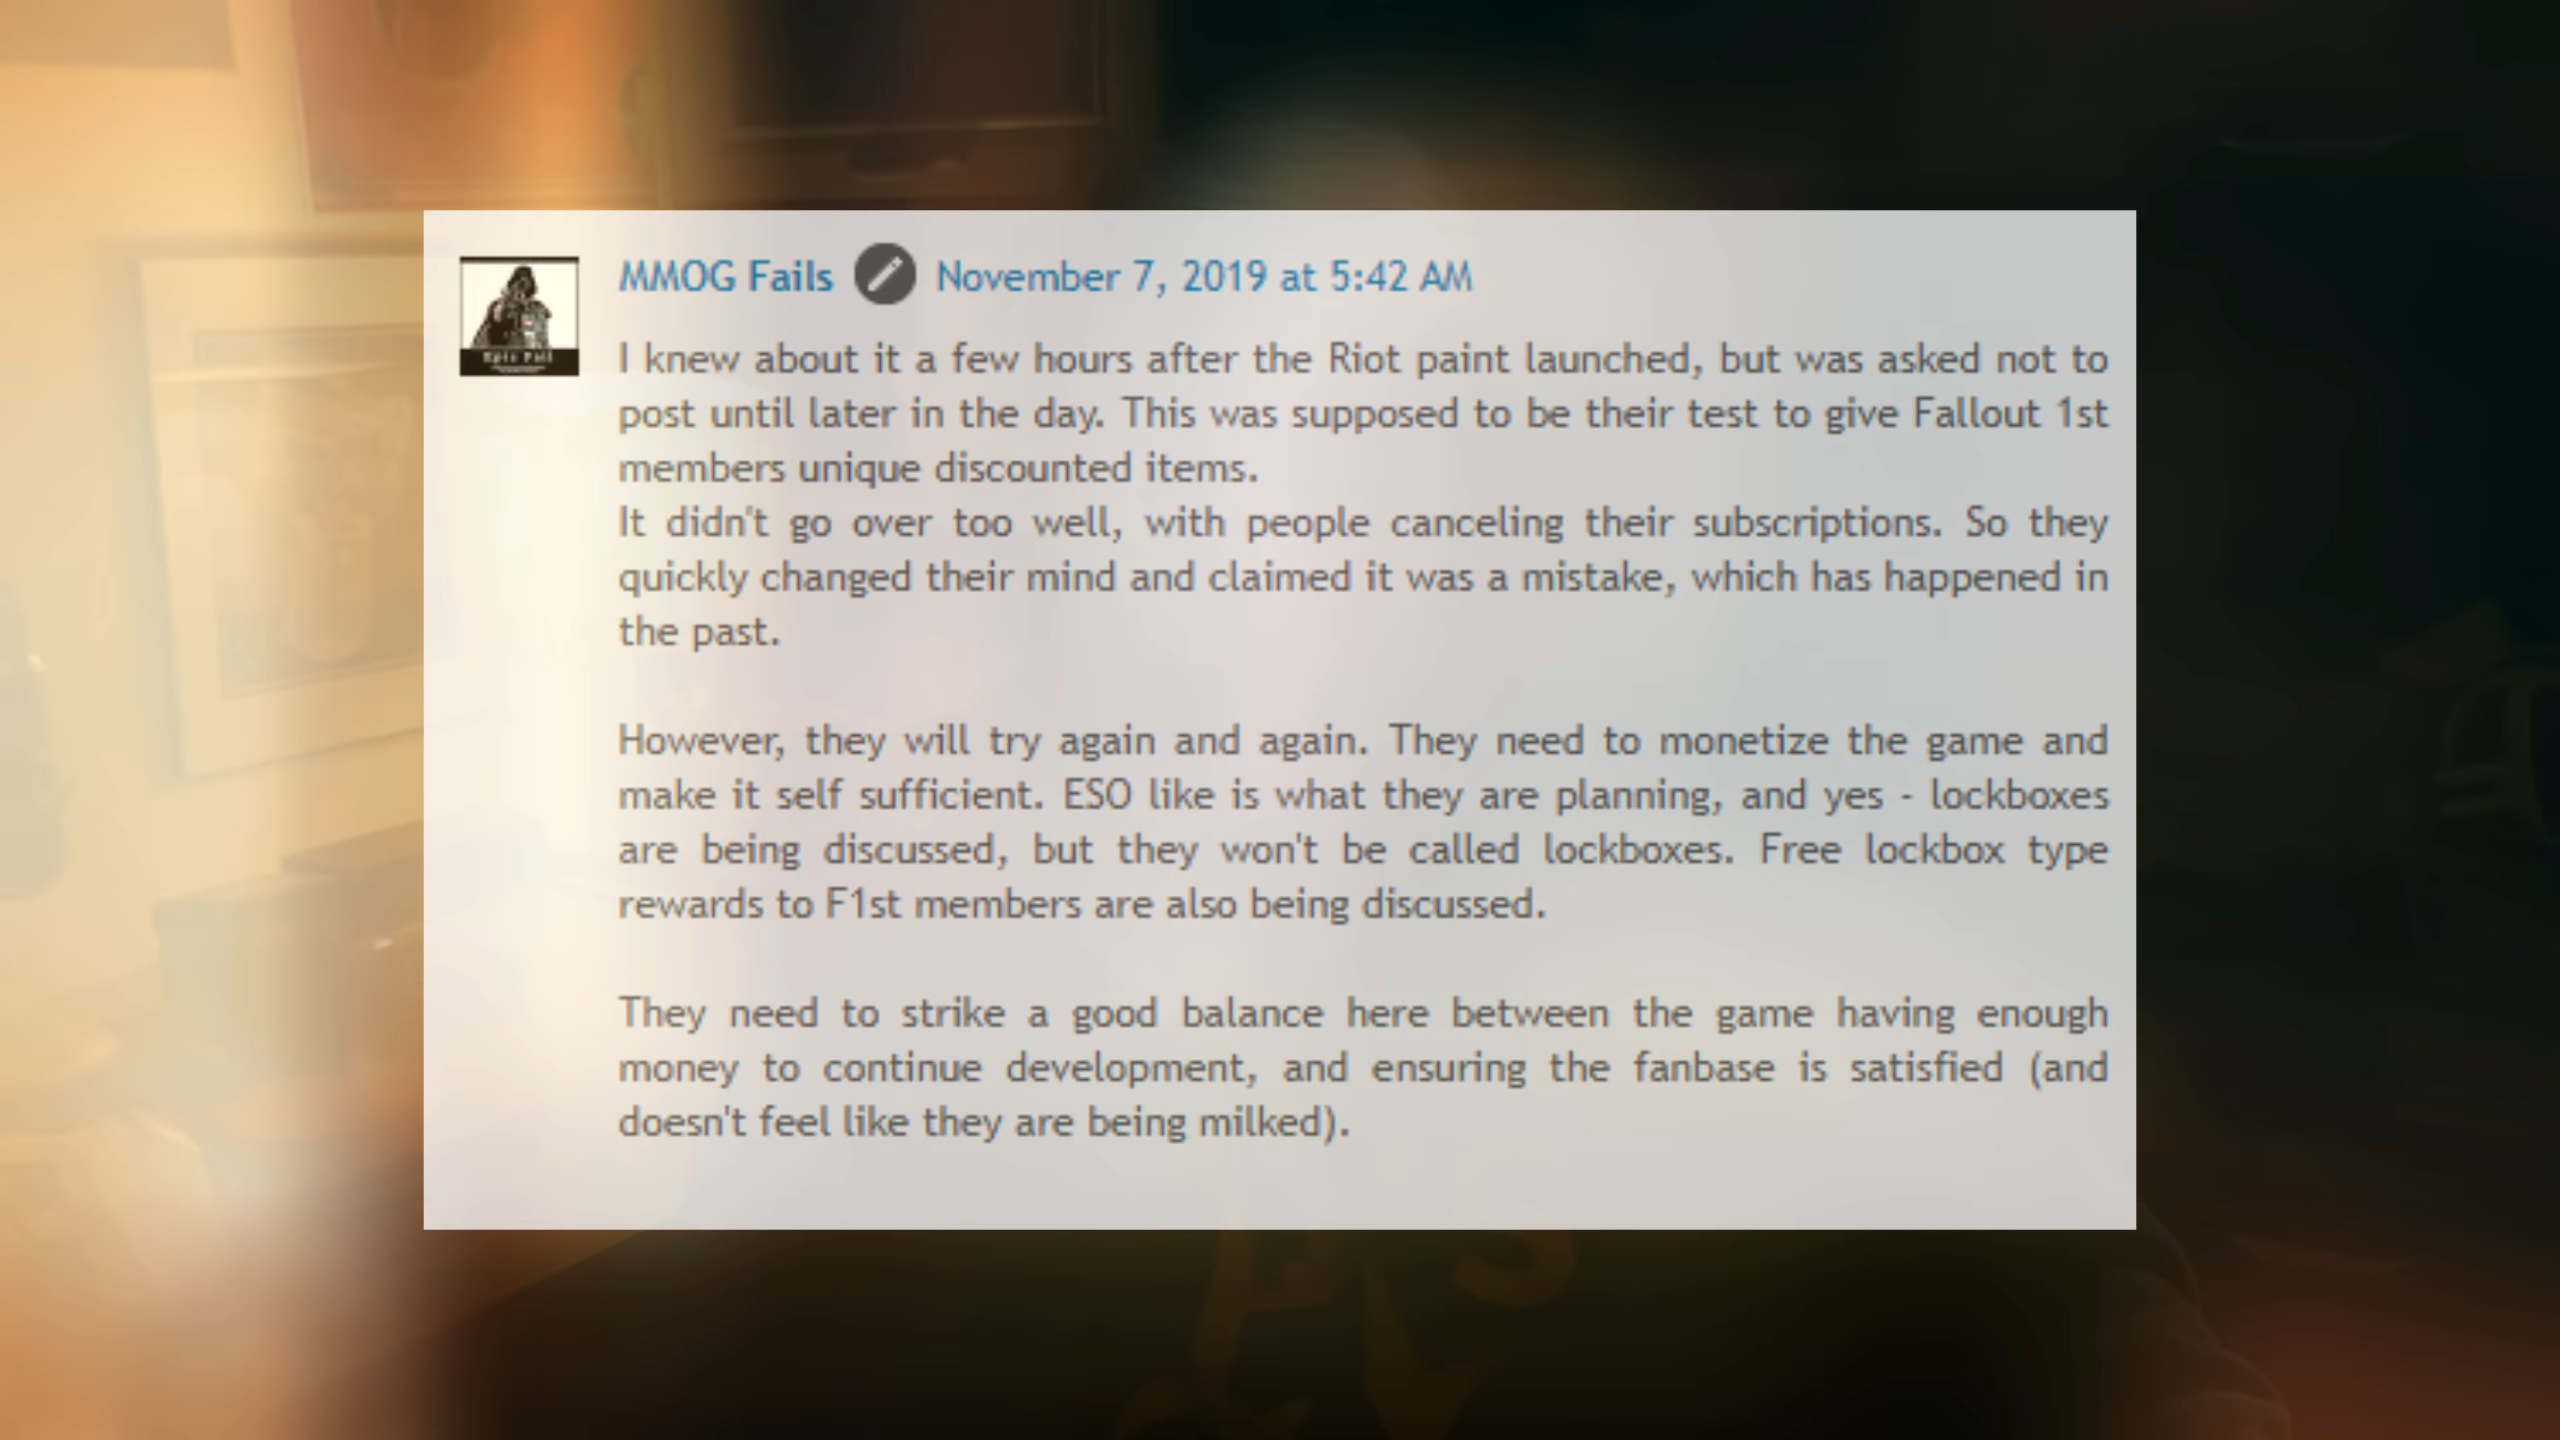 MMOG Fails November 7, 2019 at 5:42 AM
Epic Fail
I knew about it a few hours after the Riot paint launched, but was asked not to
post until later in the day. This was supposed to be their test to give Fallout 1st
members unique discounted items.
It didn't go over too well, with people canceling their subscriptions. So they
quickly changed their mind and claimed it was a mistake, which has happened in
the past.
However, they will try again and again. They need to monetize the game and
make it self sufficient. ESO like is what they are planning, and yes - lockboxes
are being discussed, but they won't be called lockboxes. Free lockbox type
rewards to F1st members are also being discussed.
They need to strike a good balance here between the game having enough
money to continue development, and ensuring the fanbase is satisfied (and
doesn't feel like they are being milked).